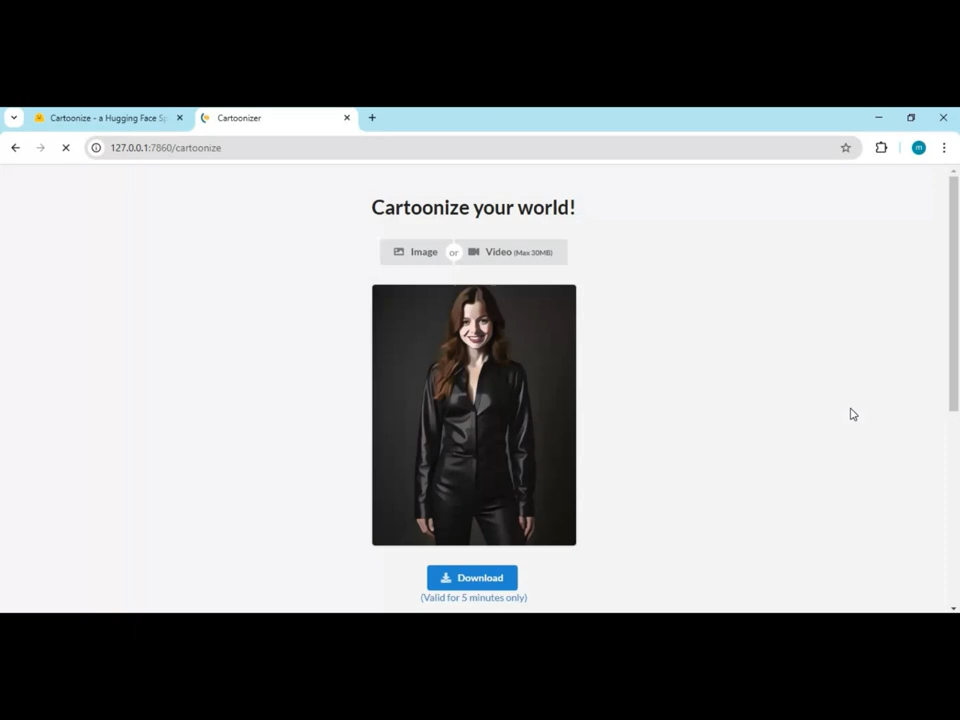 Cartoonize - a Hugging Face Sp
Cartoonizer
127.0.0.1:7860/cartoonize
m
Cartoonize your world!
Image or Video (Max 30MB)
Download
(Valid for 5 minutes only)